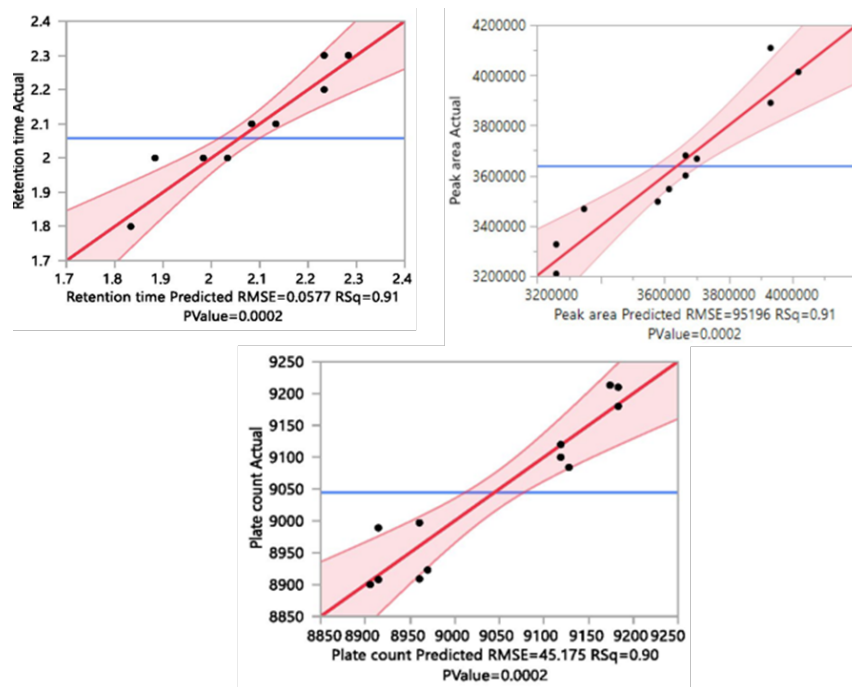 Retention time Actual
2.4
2.3
2.2
2.1
2
1.9
1.8
1.7
1.7 1.8 1.9 2 2.1 2.2 2.3 2.4
Retention time Predicted RMSE=0.0577 RSq=0.91
PValue=0.0002
Peak area Actual
4200000
4000000
3800000
3600000
3400000
3200000
3200000 3600000 3800000 4000000
Peak area Predicted RMSE=95196 RSq=0.91
PValue=0.0002
Plate count Actual
9250
9200
9150
9100
9050
9000
8950
8900
8850
8850 8900 8950 9000 9050 9100 9150 9200 9250
Plate count Predicted RMSE=45.175 RSq=0.90
PValue=0.0002